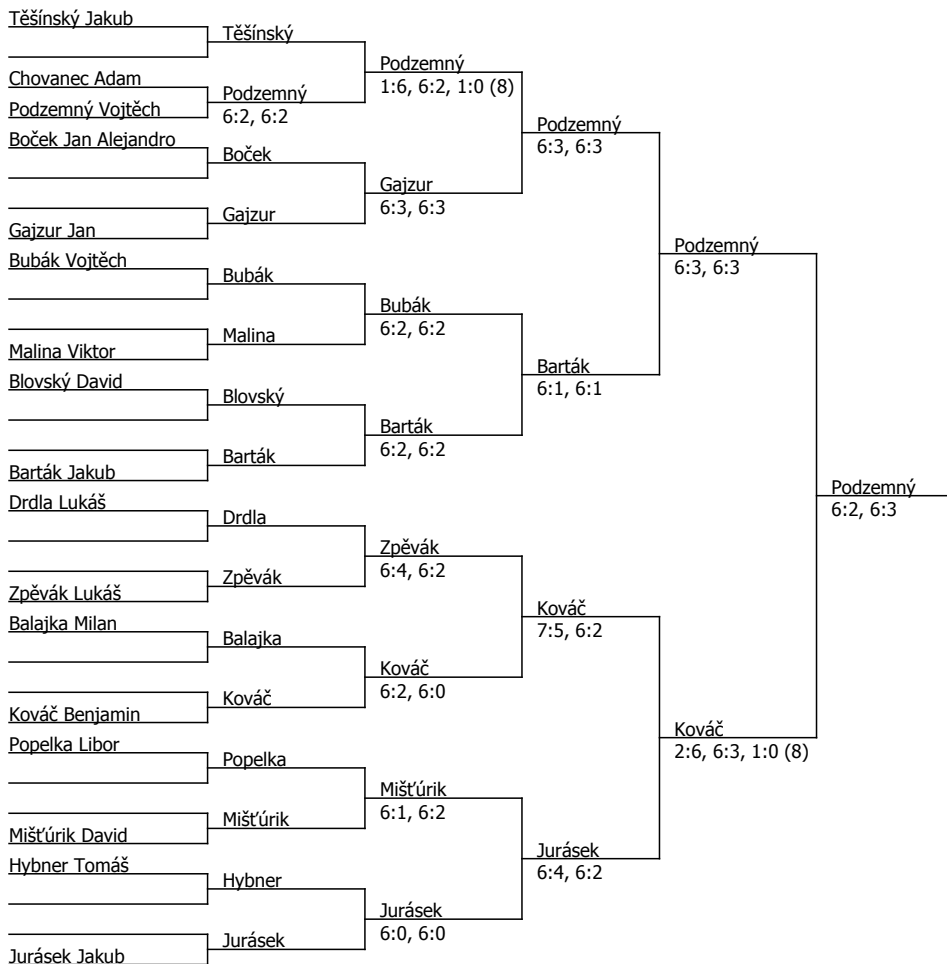 Těšínský Jakub
Chovanec Adam
Podzemný Vojtěch
Boček Jan Alejandro
Gajzur Jan
Bubák Vojtěch
Malina Viktor
Blovský David
Barták Jakub
Drdla Lukáš
Zpěvák Lukáš
Balajka Milan
Kováč Benjamin
Popelka Libor
Mišťúrik David
Hybner Tomáš
Jurásek Jakub
Těšínský
Podzemný
6:2, 6:2
Boček
Gajzur
Bubák
Malina
Blovský
Barták
Drdla
Zpěvák
Balajka
Kováč
Popelka
Mišťúrik
Hybner
Jurásek
Podzemný
1:6, 6:2, 1:0 (8)
Gajzur
6:3, 6:3
Bubák
6:2, 6:2
Barták
6:2, 6:2
Zpěvák
6:4, 6:2
Kováč
6:2, 6:0
Mišťúrik
6:1, 6:2
Jurásek
6:0, 6:0
Podzemný
6:3, 6:3
Barták
6:1, 6:1
Kováč
7:5, 6:2
Jurásek
6:4, 6:2
Podzemný
6:3, 6:3
Kováč
2:6, 6:3, 1:0 (8)
Podzemný
6:2, 6:3